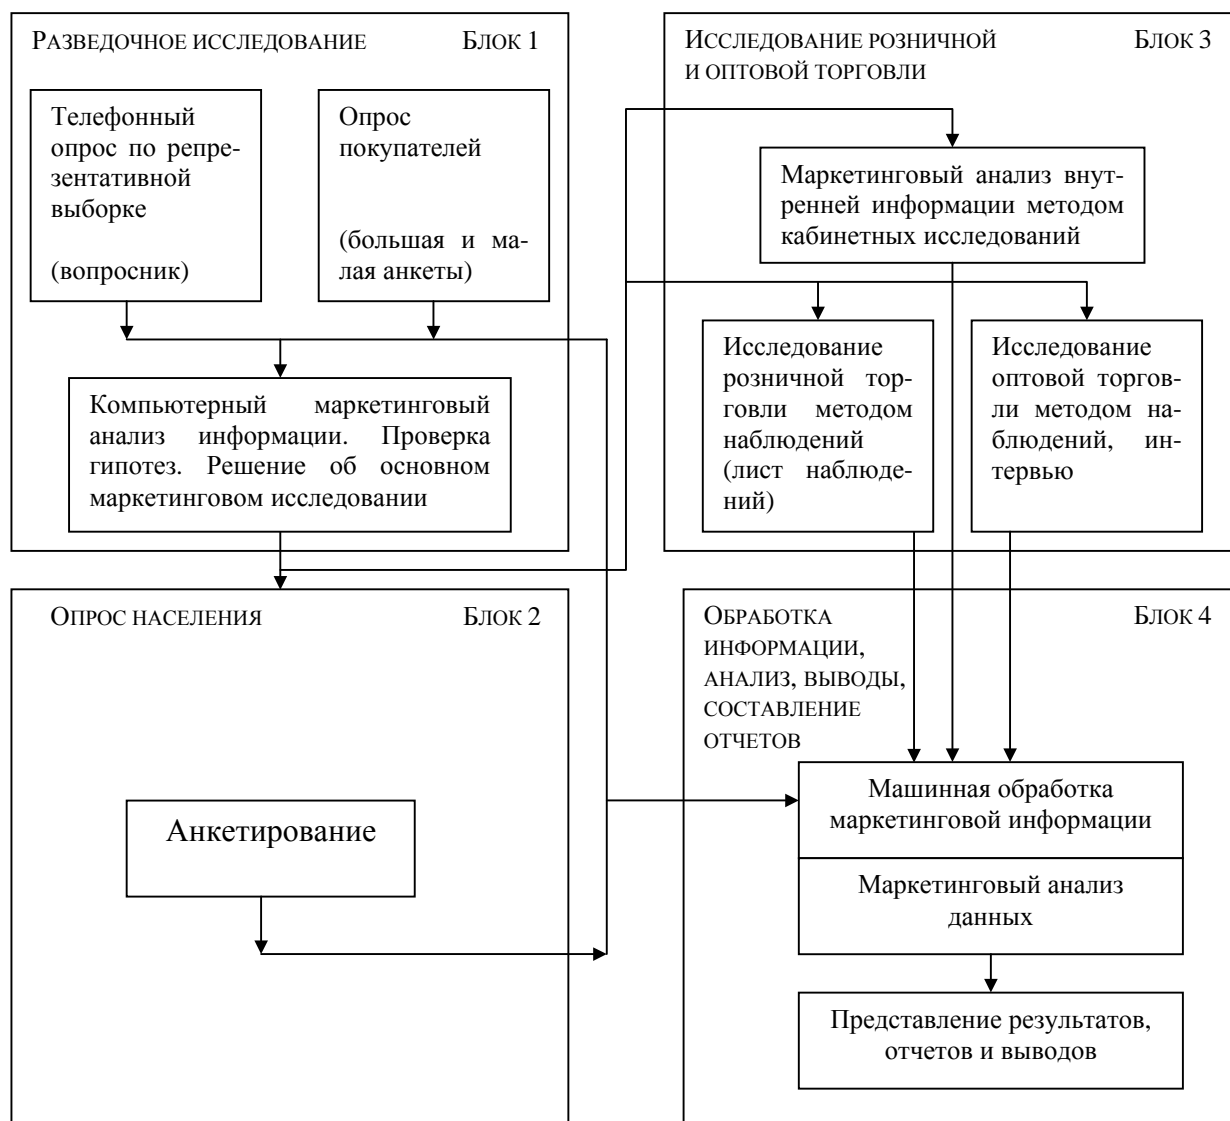 РАЗВЕДОЧНОЕ ИССЛЕДОВАНИЕ БЛОК 1
Телефонный
опрос по репре-
зентативной
выборке
(вопросник)
Опрос
покупателей
(большая и ма-
лая анкеты)
Компьютерный маркетинговый
анализ информации. Проверка
гипотез. Решение об основном
маркетинговом исследовании
ИССЛЕДОВАНИЕ РОЗНИЧНОЙ БЛОК 3
И ОПТОВОЙ ТОРГОВЛИ
Маркетинговый анализ внут-
ренней информации методом
кабинетных исследований
Исследование
розничной тор-
говли методом
наблюдений
(лист наблюде-
ний)
Исследование
оптовой торгов-
ли методом на-
блюдений, ин-
тервью
ОПРОС НАСЕЛЕНИЯ БЛОК 2
Анкетирование
ОБРАБОТКА БЛОК 4
ИНФОРМАЦИИ,
АНАЛИЗ, ВЫВОДЫ,
СОСТАВЛЕНИЕ
ОТЧЕТОВ
Машинная обработка
маркетинговой информации
Маркетинговый анализ
данных
Представление результатов,
отчетов и выводов